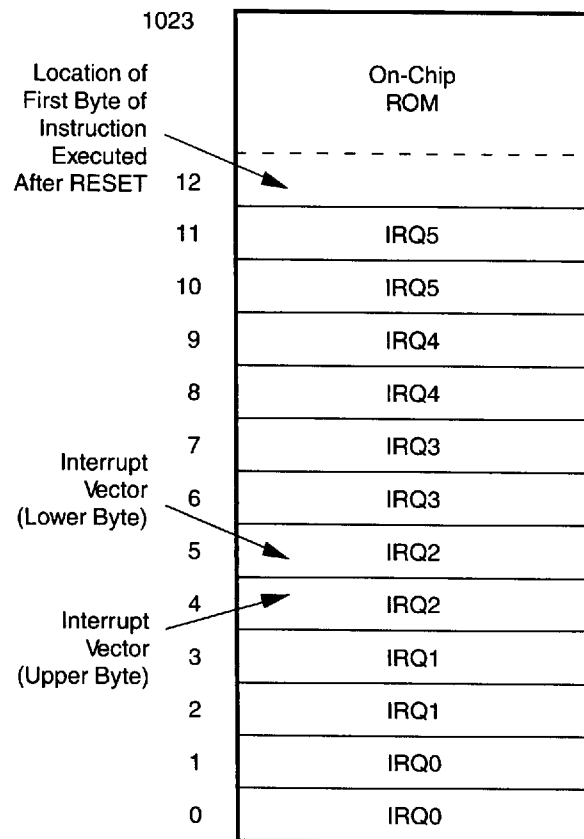 1023
Location of
First Byte of
Instruction
Executed
After RESET
12
On-Chip
ROM
11 IRQ5
10 IRQ5
9 IRQ4
8 IRQ4
7 IRQ3
6 IRQ3
Interrupt
Vector
(Lower Byte)
5 IRQ2
4 IRQ2
Interrupt
Vector
(Upper Byte)
3 IRQ1
2 IRQ1
1 IRQ0
0 IRQ0